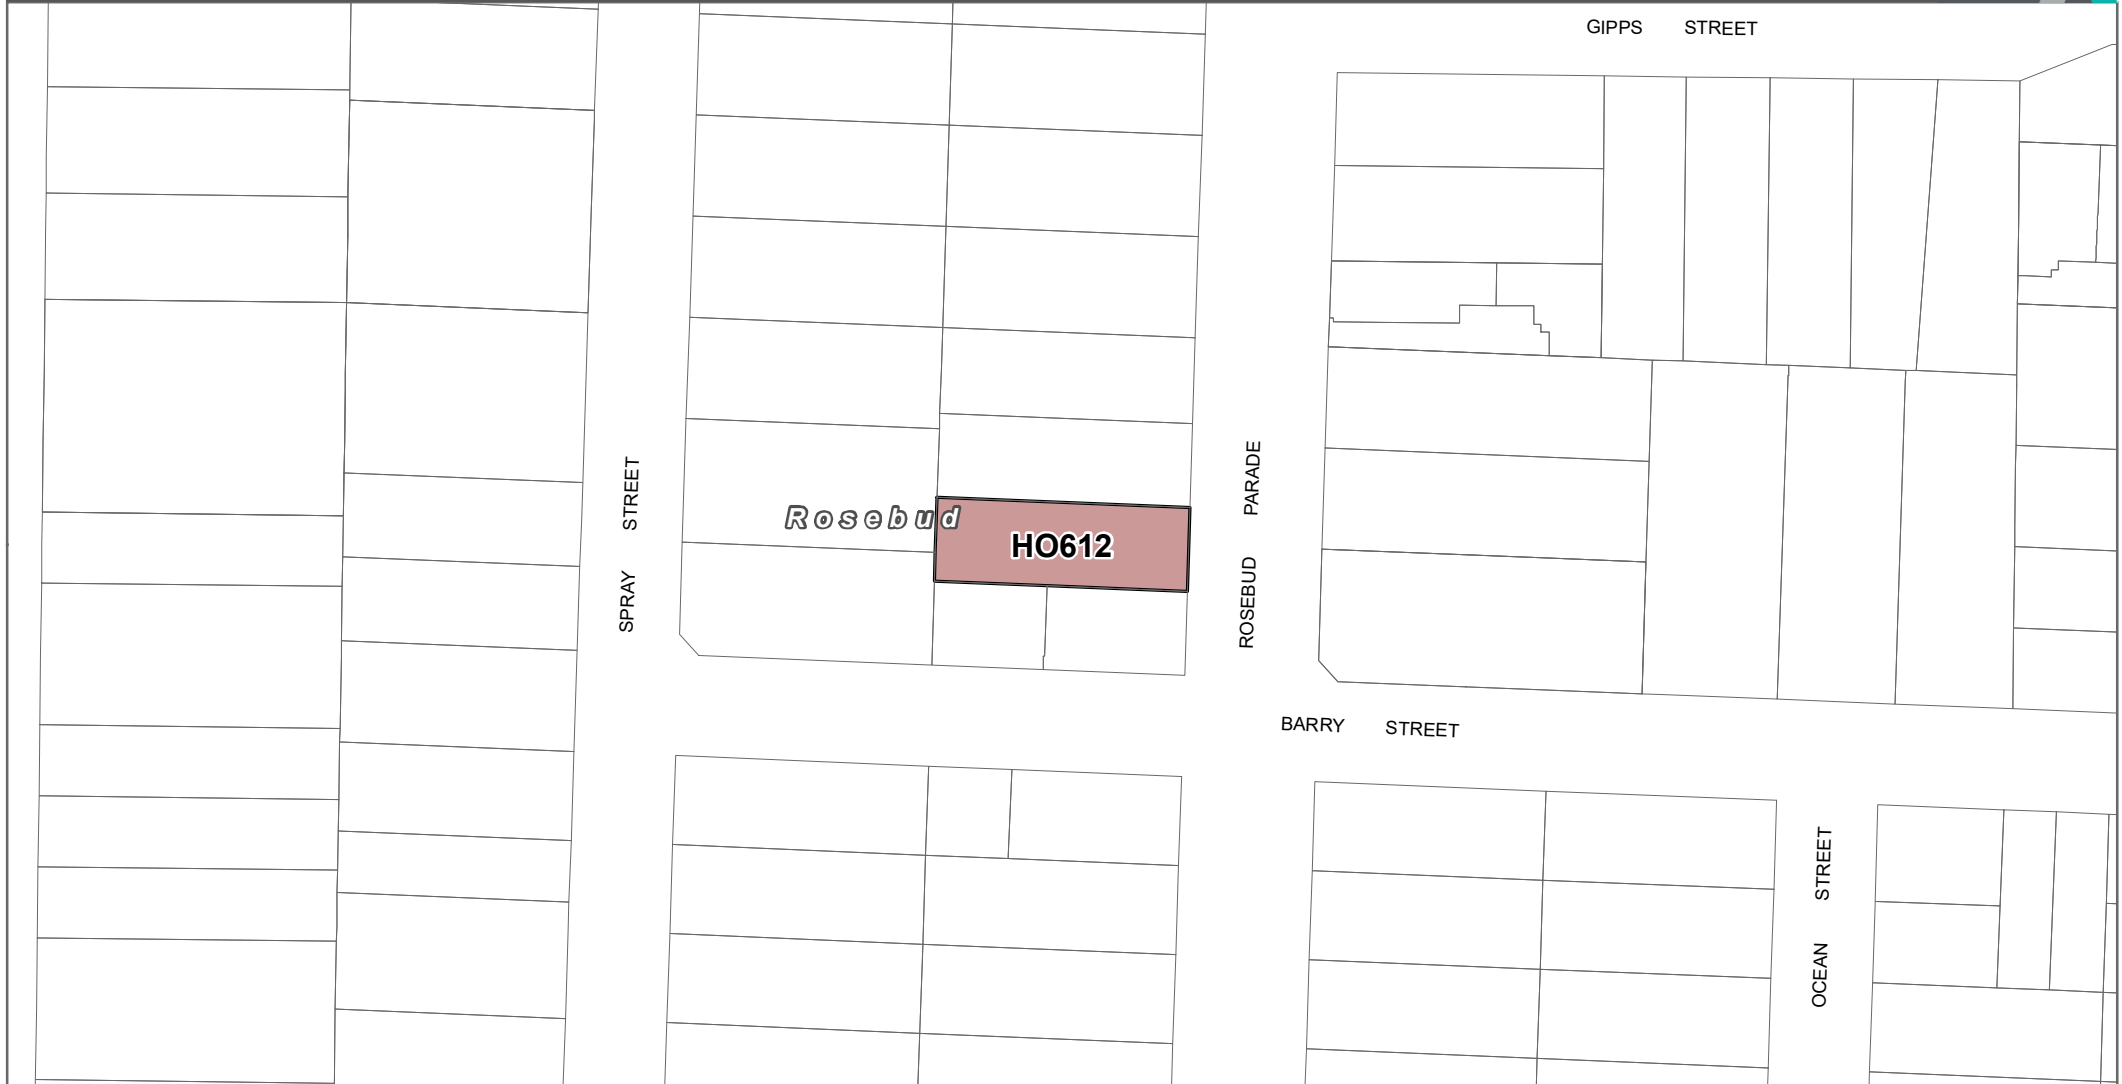 GIPPS STREET
SPRAY STREET
Rosebud
HO612
ROSEBUD PARADE
BARRY STREET
OCEAN STREET